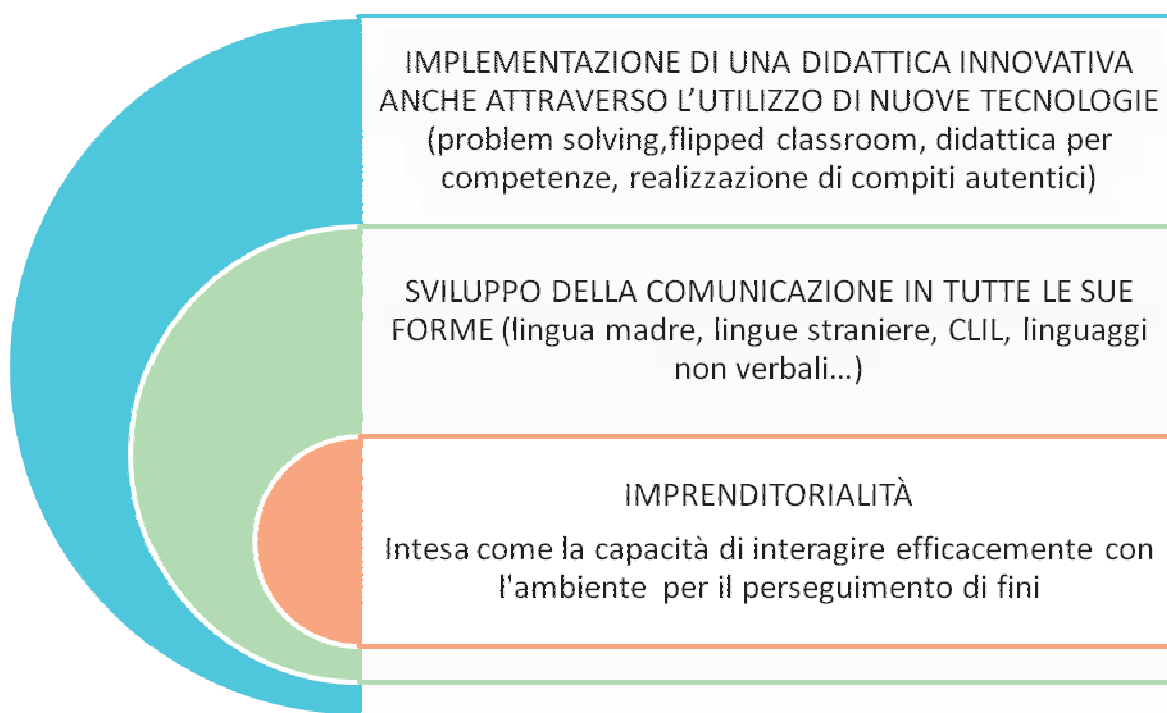 IMPLEMENTAZIONE DI UNA DIDATTICA INNOVATIVA
ANCHE ATTRAVERSO L'UTILIZZO DI NUOVE TECNOLOGIE
(problem solving,flipped classroom, didattica per
competenze, realizzazione di compiti autentici)
SVILUPPO DELLA COMUNICAZIONE IN TUTTE LE SUE
FORME (lingua madre, lingue straniere, CLIL, linguaggi
non verbali...)
IMPRENDITORIALITÀ
Intesa come la capacità di interagire efficacemente con
l'ambiente per il perseguimento di fini